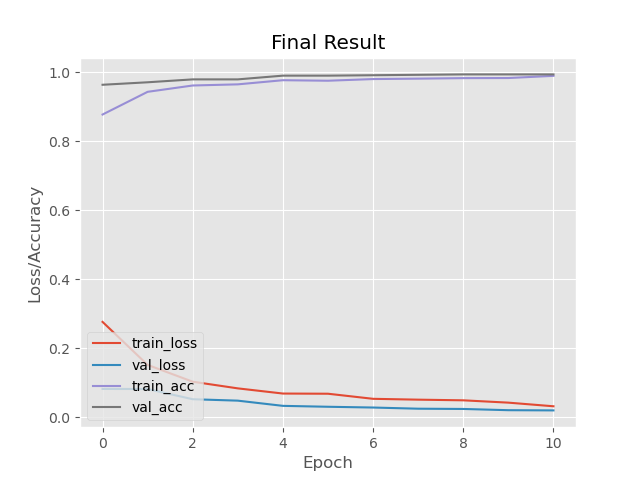 Final Result
Loss/Accuracy
1.0
0.8
0.6
0.4
0.2
0.0
train_loss
val_loss
train_acc
val_acc
0 2 4 6 8 10
Epoch